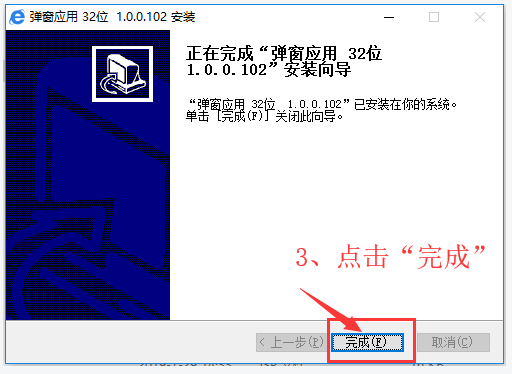 弹窗应用 32位 1.0.0.102 安装
正在完成“弹窗应用 32位
1.0.0.102”安装向导
“弹窗应用 32位 1.0.0.102”已安装在你的系统。
单击 [完成(F)] 关闭此向导。
3、点击“完成”
< 上一步(P)
完成(F)
取消(C)